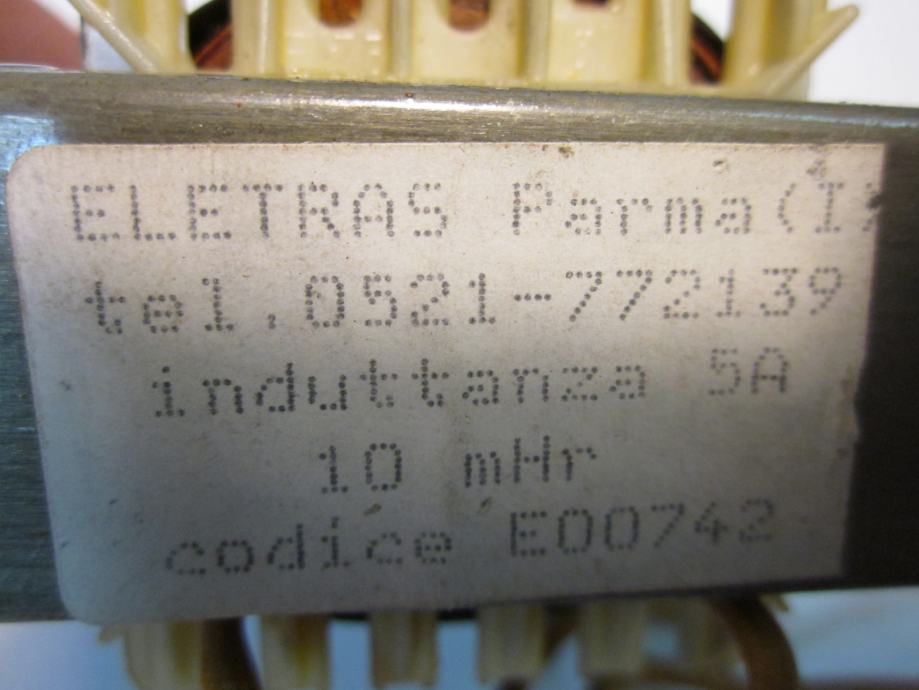 ELETRAS Parma(I)
tel.0521-772139
induttanza 5A
10 mHr
codice E00742